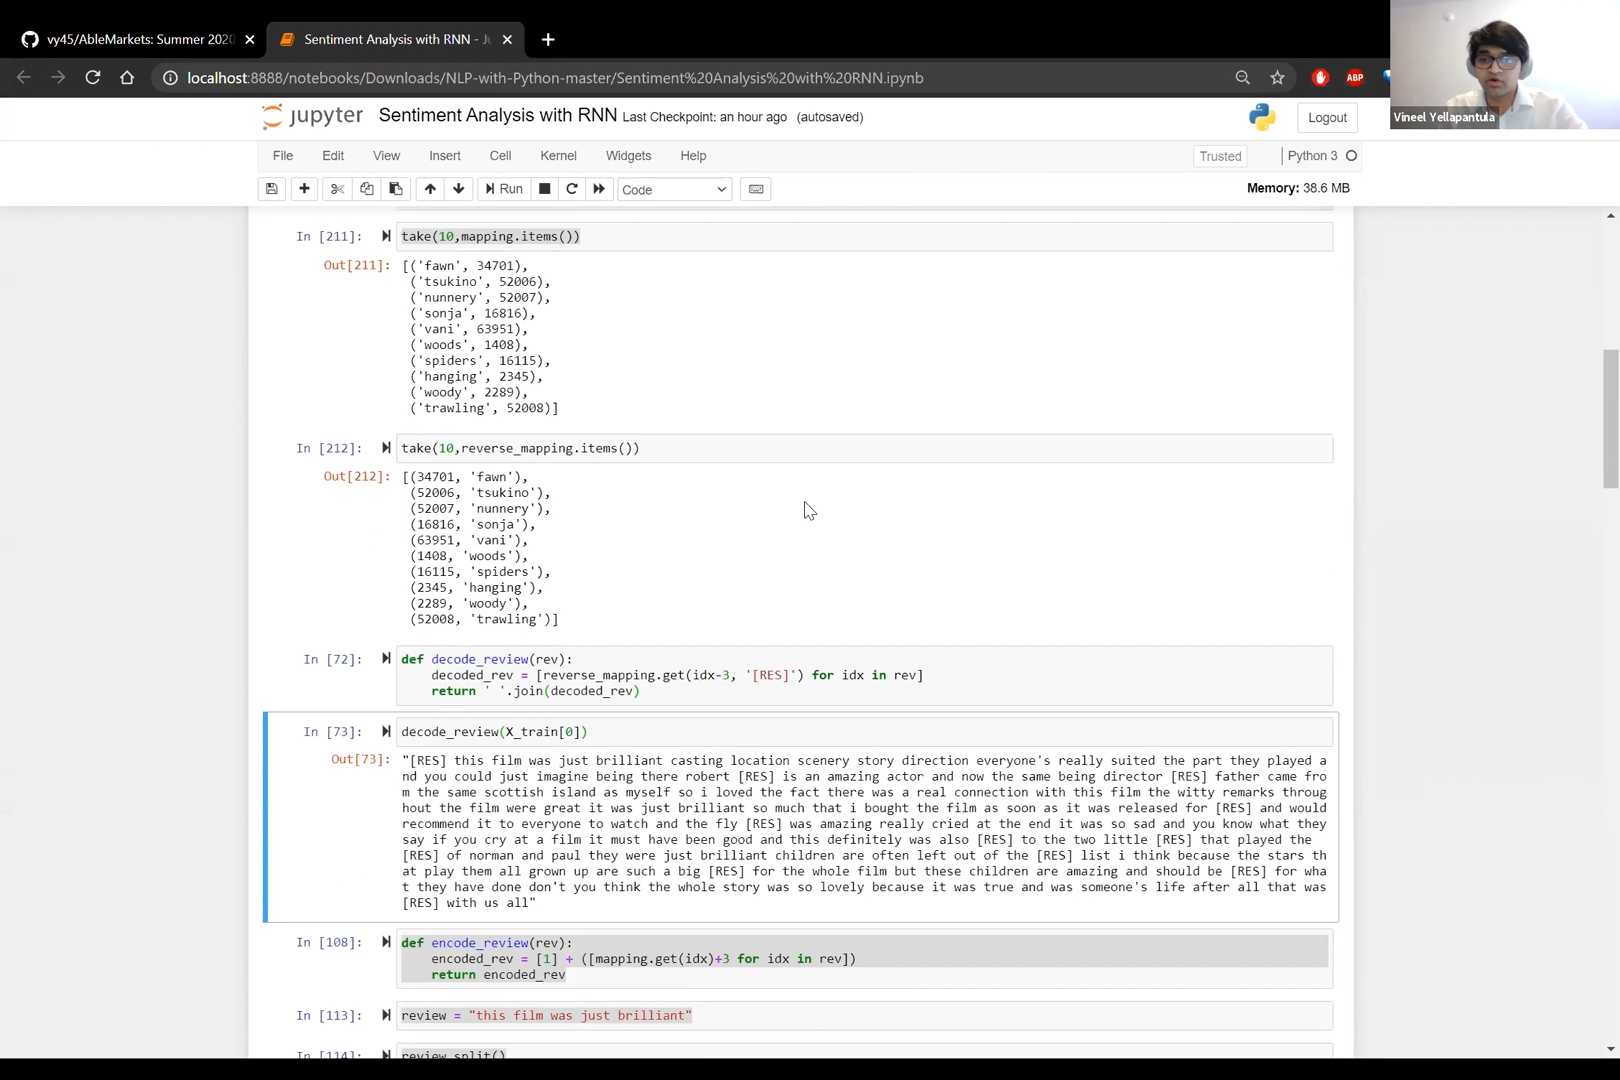 vy45/AbleMarkets: Summer 2020
Sentiment Analysis with RNN - Ju
localhost:8888/notebooks/Downloads/NLP-with-Python-master/Sentiment%20Analysis%20with%20RNN.ipynb
ABP
Vineel Yellapantula
jupyter Sentiment Analysis with RNN Last Checkpoint: an hour ago (autosaved)
Logout
File Edit View Insert Cell Kernel Widgets Help
Trusted
Python 3
Run
Code
Memory: 38.6 MB
In [211]: take(10,mapping.items())
Out[211]: [('fawn', 34701),
('tsukino', 52006),
('nunnery', 52007),
('sonja', 16816),
('vani', 63951),
('woods', 1408),
('spiders', 16115),
('hanging', 2345),
('woody', 2289),
('trawling', 52008)]
In [212]: take(10,reverse_mapping.items())
Out[212]: [(34701, 'fawn'),
(52006, 'tsukino'),
(52007, 'nunnery'),
(16816, 'sonja'),
(63951, 'vani'),
(1408, 'woods'),
(16115, 'spiders'),
(2345, 'hanging'),
(2289, 'woody'),
(52008, 'trawling')]
In [72]: def decode_review(rev):
decoded_rev = [reverse_mapping.get(idx-3, '[RES]') for idx in rev]
return ' '.join(decoded_rev)
In [73]: decode_review(X_train[0])
Out[73]: "[RES] this film was just brilliant casting location scenery story direction everyone's really suited the part they played a
nd you could just imagine being there robert [RES] is an amazing actor and now the same being director [RES] father came fro
m the same scottish island as myself so i loved the fact there was a real connection with this film the witty remarks throug
hout the film were great it was just brilliant so much that i bought the film as soon as it was released for [RES] and would
recommend it to everyone to watch and the fly [RES] was amazing really cried at the end it was so sad and you know what they
say if you cry at a film it must have been good and this definitely was also [RES] to the two little [RES] that played the
[RES] of norman and paul they were just brilliant children are often left out of the [RES] list i think because the stars th
at play them all grown up are such a big [RES] for the whole film but these children are amazing and should be [RES] for wha
t they have done don't you think the whole story was so lovely because it was true and was someone's life after all that was
[RES] with us all"
In [108]: def encode_review(rev):
encoded_rev = [1] + ([mapping.get(idx)+3 for idx in rev])
return encoded_rev
In [113]: review = "this film was just brilliant"
In [114]: review.split()